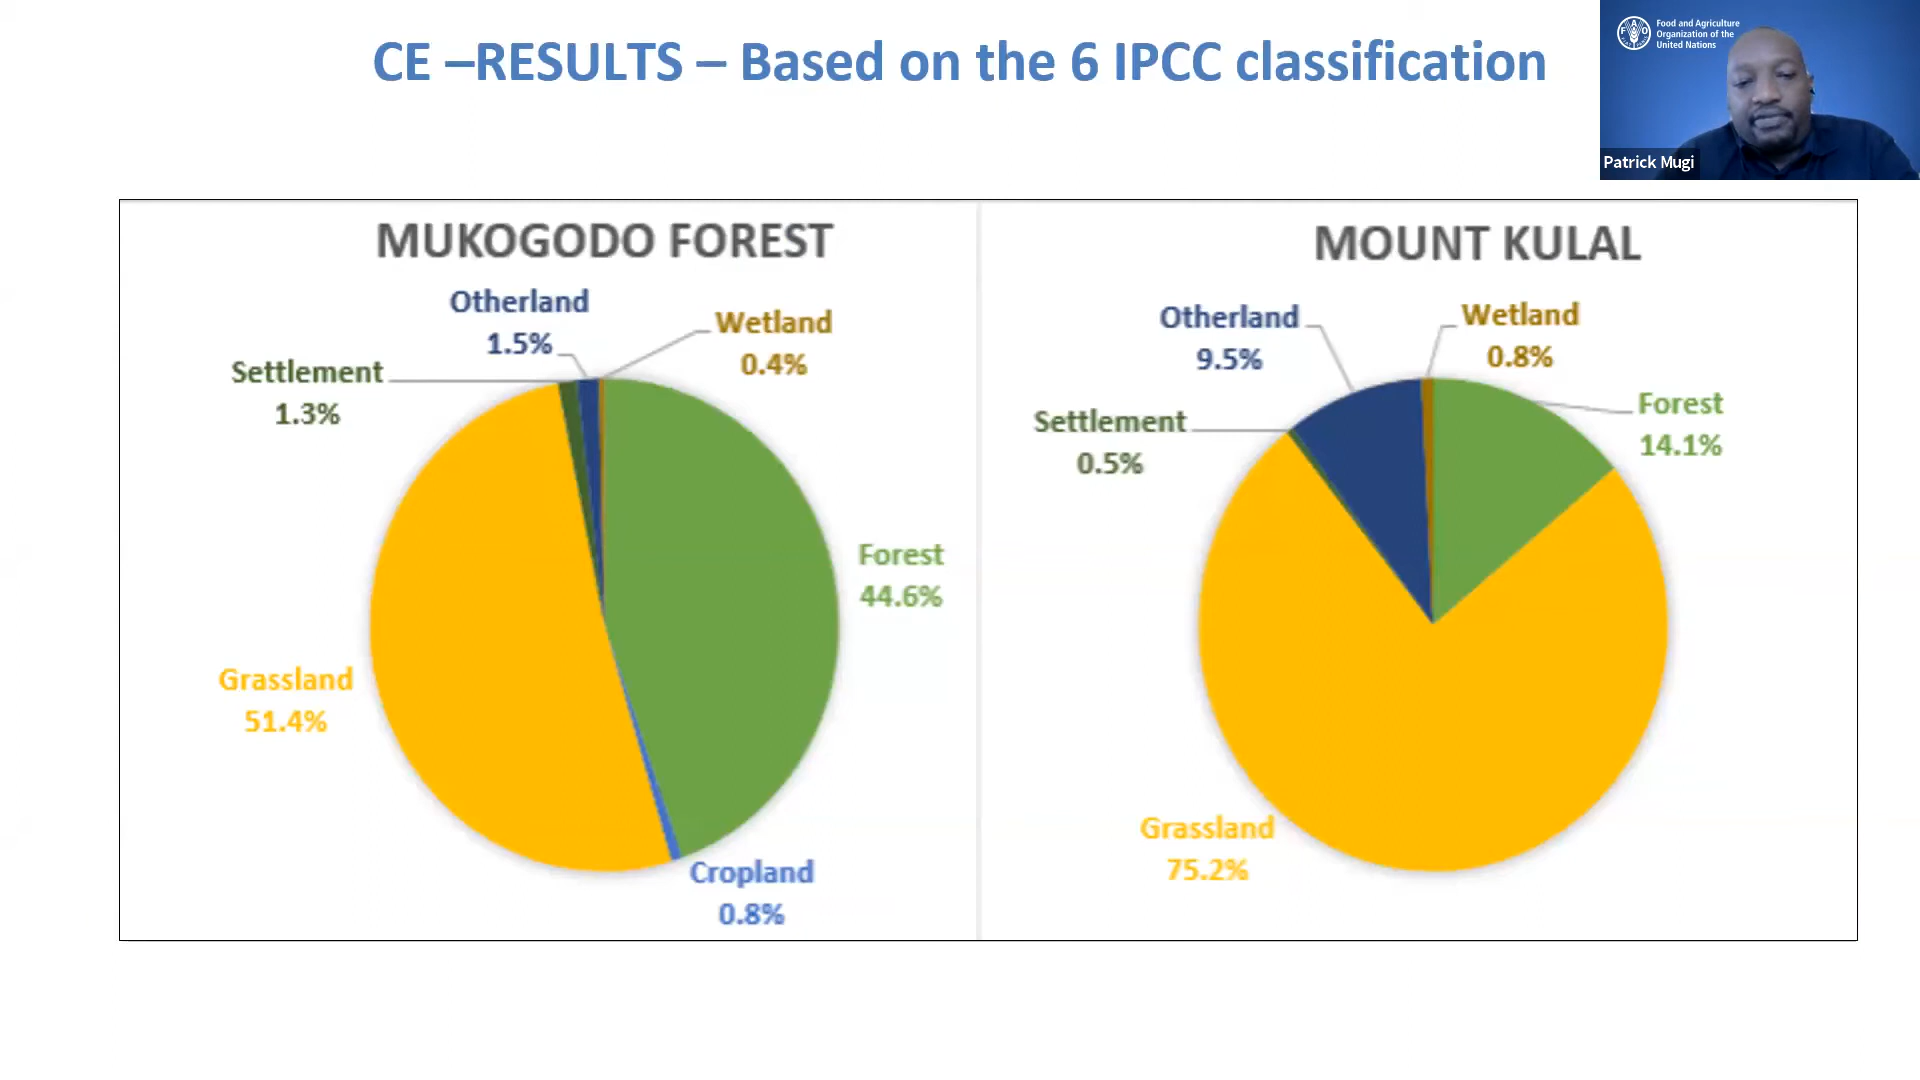 CE –RESULTS – Based on the 6 IPCC classification
Food and Agriculture
Organization of the
United Nations
Patrick Mugi
MUKOGODO FOREST
Otherland
1.5%
Wetland
0.4%
Settlement
1.3%
Forest
44.6%
Grassland
51.4%
Cropland
0.8%
MOUNT KULAL
Otherland
9.5%
Wetland
0.8%
Forest
14.1%
Settlement
0.5%
Grassland
75.2%